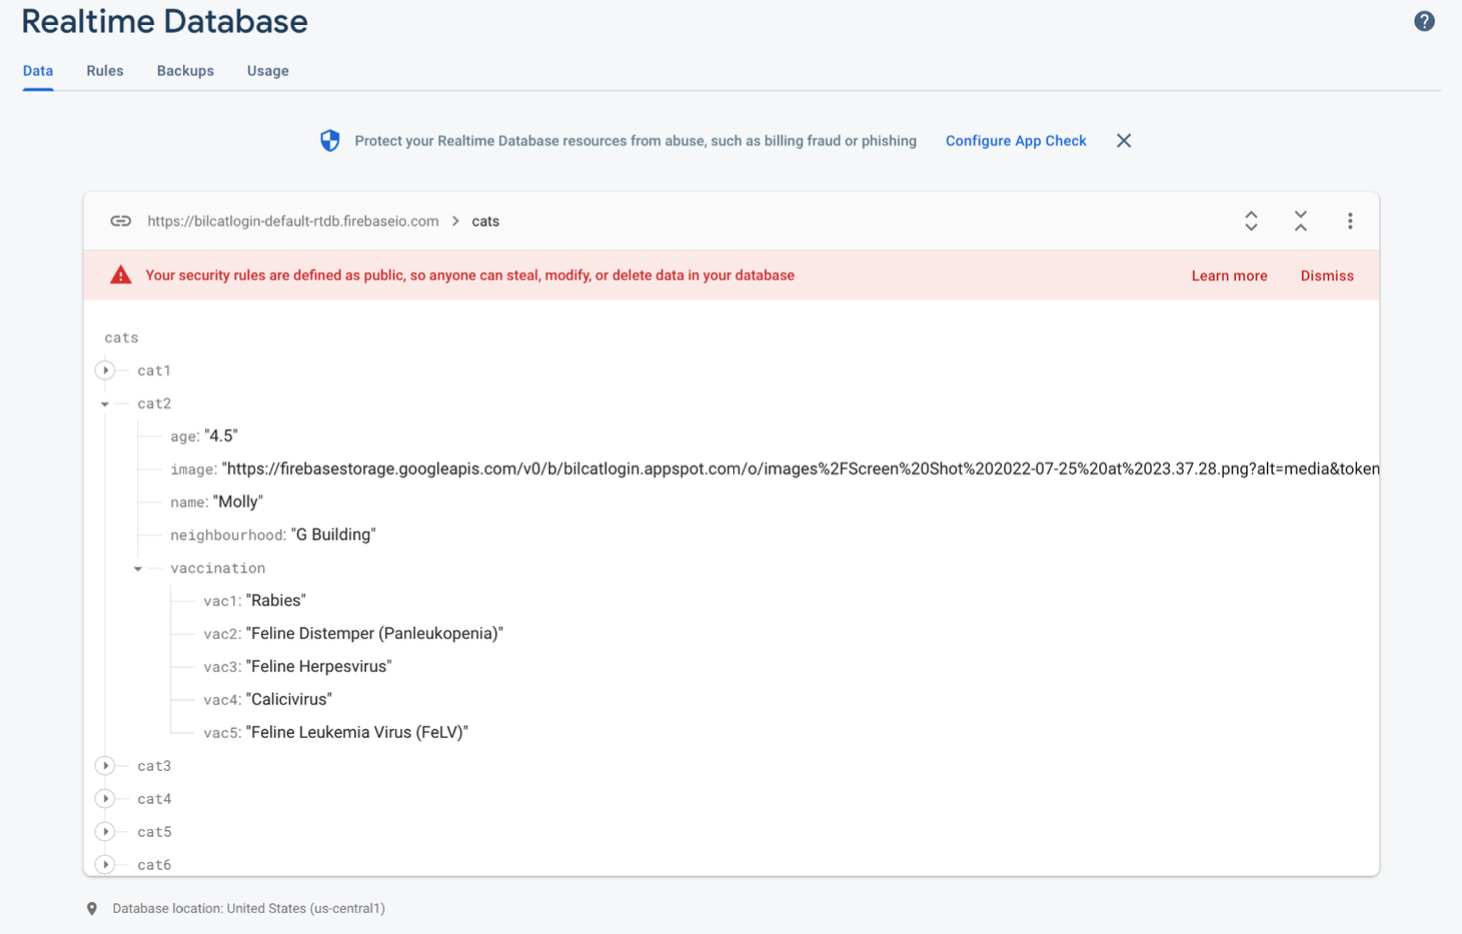 Realtime Database
Data Rules Backups Usage
Protect your Realtime Database resources from abuse, such as billing fraud or phishing Configure App Check
https://bilcatlogin-default-rtdb.firebaseio.com > cats
Your security rules are defined as public, so anyone can steal, modify, or delete data in your database Learn more Dismiss
cats
cat1
cat2
age: "4.5"
image: "https://firebasestorage.googleapis.com/v0/b/bilcatlogin.appspot.com/o/images%2FScreen%20Shot%202022-07-25%20at%2023.37.28.png?alt=media&token
name: "Molly"
neighbourhood: "G Building"
vaccination
vac1: "Rabies"
vac2: "Feline Distemper (Panleukopenia)"
vac3: "Feline Herpesvirus"
vac4: "Calicivirus"
vac5: "Feline Leukemia Virus (FeLV)"
cat3
cat4
cat5
cat6
Database location: United States (us-central1)